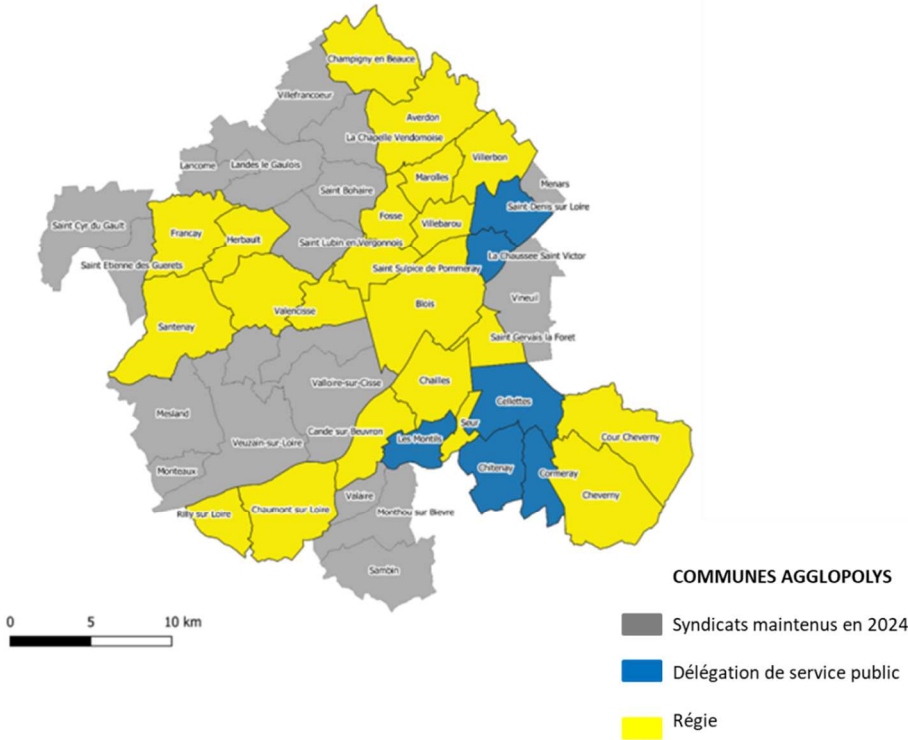 Champigny en Beauce
Villefrancoeur
Averdon
La Chapelle Vendomoise
Villerbon
Lancome
Landes le Gaulois
Marolles
Menars
Saint Bohaire
Saint Denis sur Loire
Fosse
Villebarou
Saint Cyr du Gault
Francay
Herbault
Saint Lubin en Vergonnois
La Chaussee Saint Victor
Saint Etienne des Guerets
Saint Sulpice de Pommeray
Vineuil
Blois
Valencisse
Santenay
Saint Gervais la Foret
Valloire-sur-Cisse
Chailles
Mesland
Cellettes
Cande sur Beuvron
Seur
Veuzain-sur-Loire
Les Montils
Cour Cheverny
Monteaux
Chitenay
Cormeray
Valaire
Cheverny
Rilly sur Loire
Chaumont sur Loire
Monthou sur Bievre
Sambin
COMMUNES AGGLOPOLYS
0 5 10 km
Syndicats maintenus en 2024
Délégation de service public
Régie